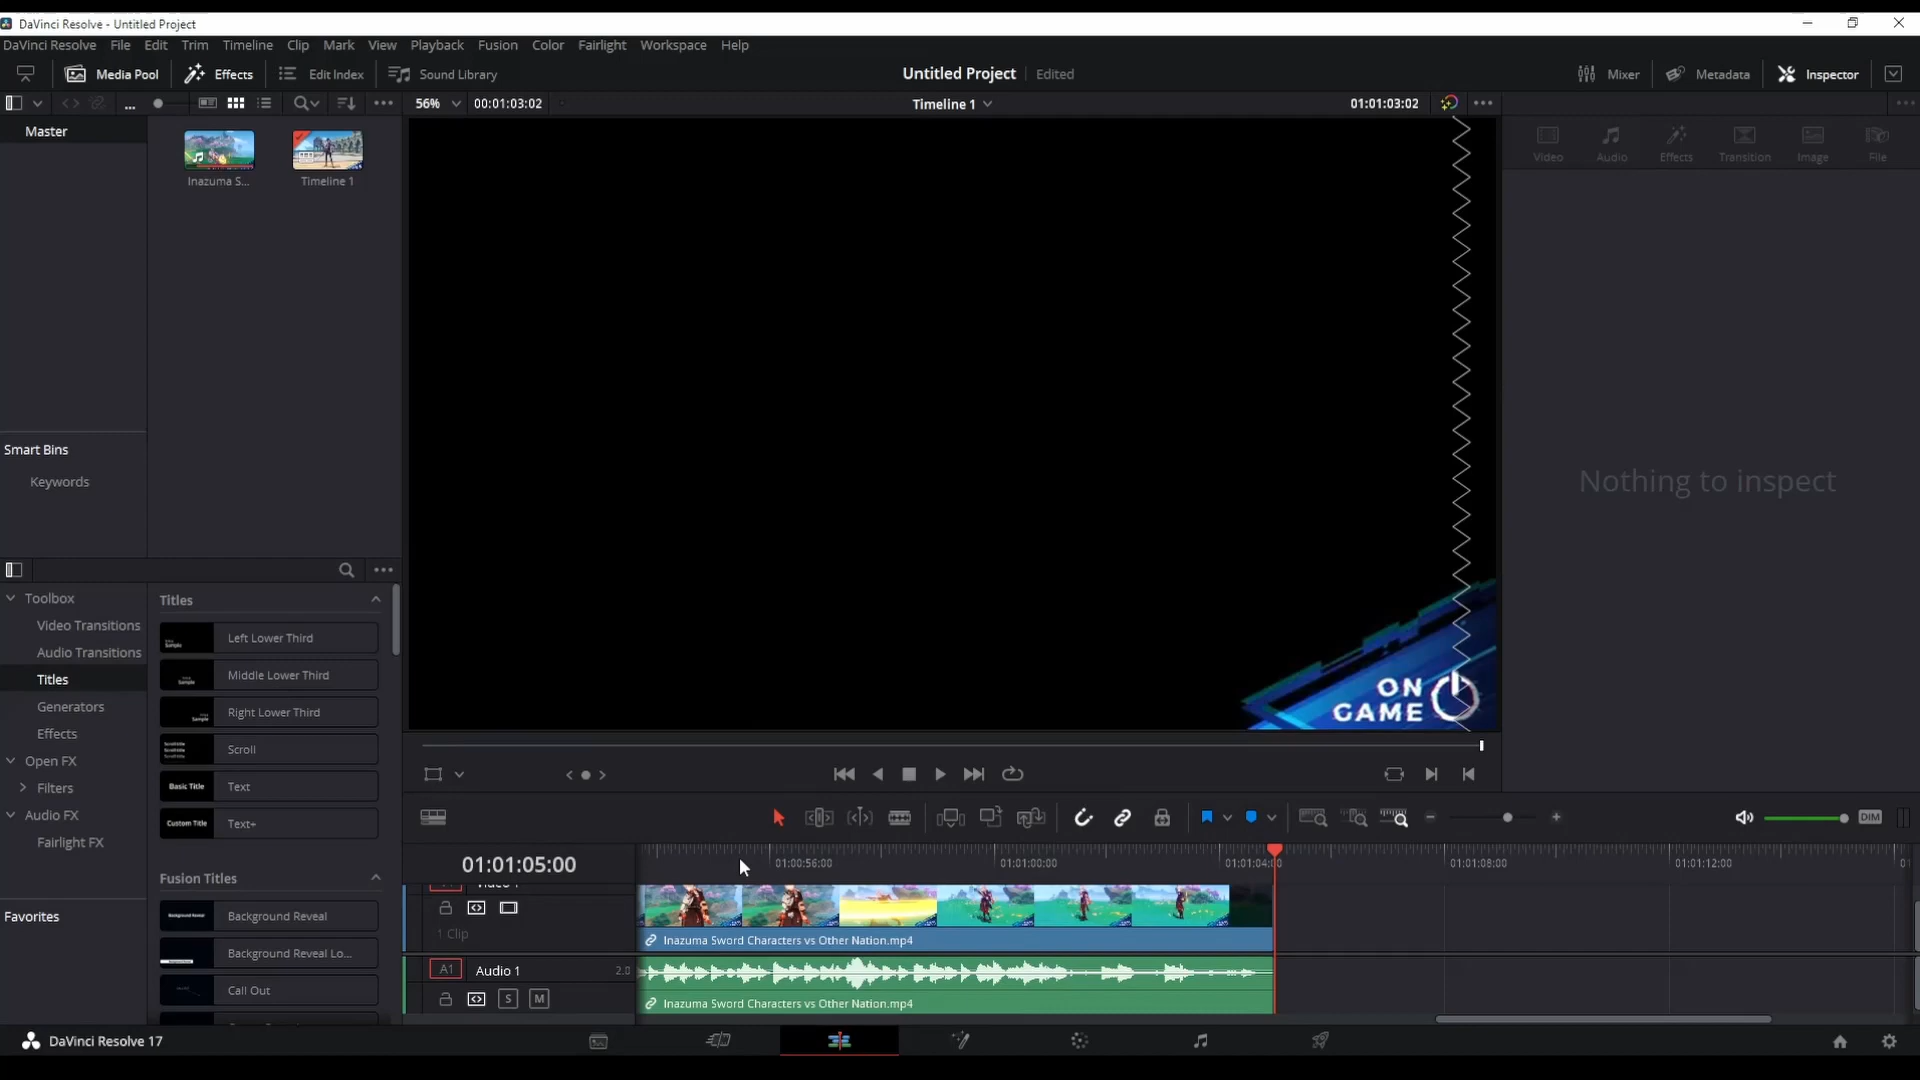 DaVinci Resolve - Untitled Project
DaVinci Resolve File Edit Trim Timeline Clip Mark View Playback Fusion Color Fairlight Workspace Help
Media Pool Effects Edit Index Sound Library Untitled Project Edited Mixer Metadata Inspector
56% 00:01:03:02 Timeline 1 01:01:03:02
Master
Inazuma S... Timeline 1
Video Audio Effects Transition Image File
Smart Bins
Keywords
Nothing to inspect
Toolbox
Video Transitions
Audio Transitions
Titles
Generators
Effects
Open FX
Filters
Audio FX
Fairlight FX
Favorites
Titles
Left Lower Third
Middle Lower Third
Right Lower Third
Scroll
Basic Title Text
Custom Title Text+
Fusion Titles
Background Reveal
Background Reveal Lo...
Call Out
ON
GAME
DIM
01:01:05:00
01:00:56:00 01:01:00:00 01:01:04:00 01:01:08:00 01:01:12:00
Video 1
1 Clip
Inazuma Sword Characters vs Other Nation.mp4
A1 Audio 1 2.0
S M
Inazuma Sword Characters vs Other Nation.mp4
DaVinci Resolve 17